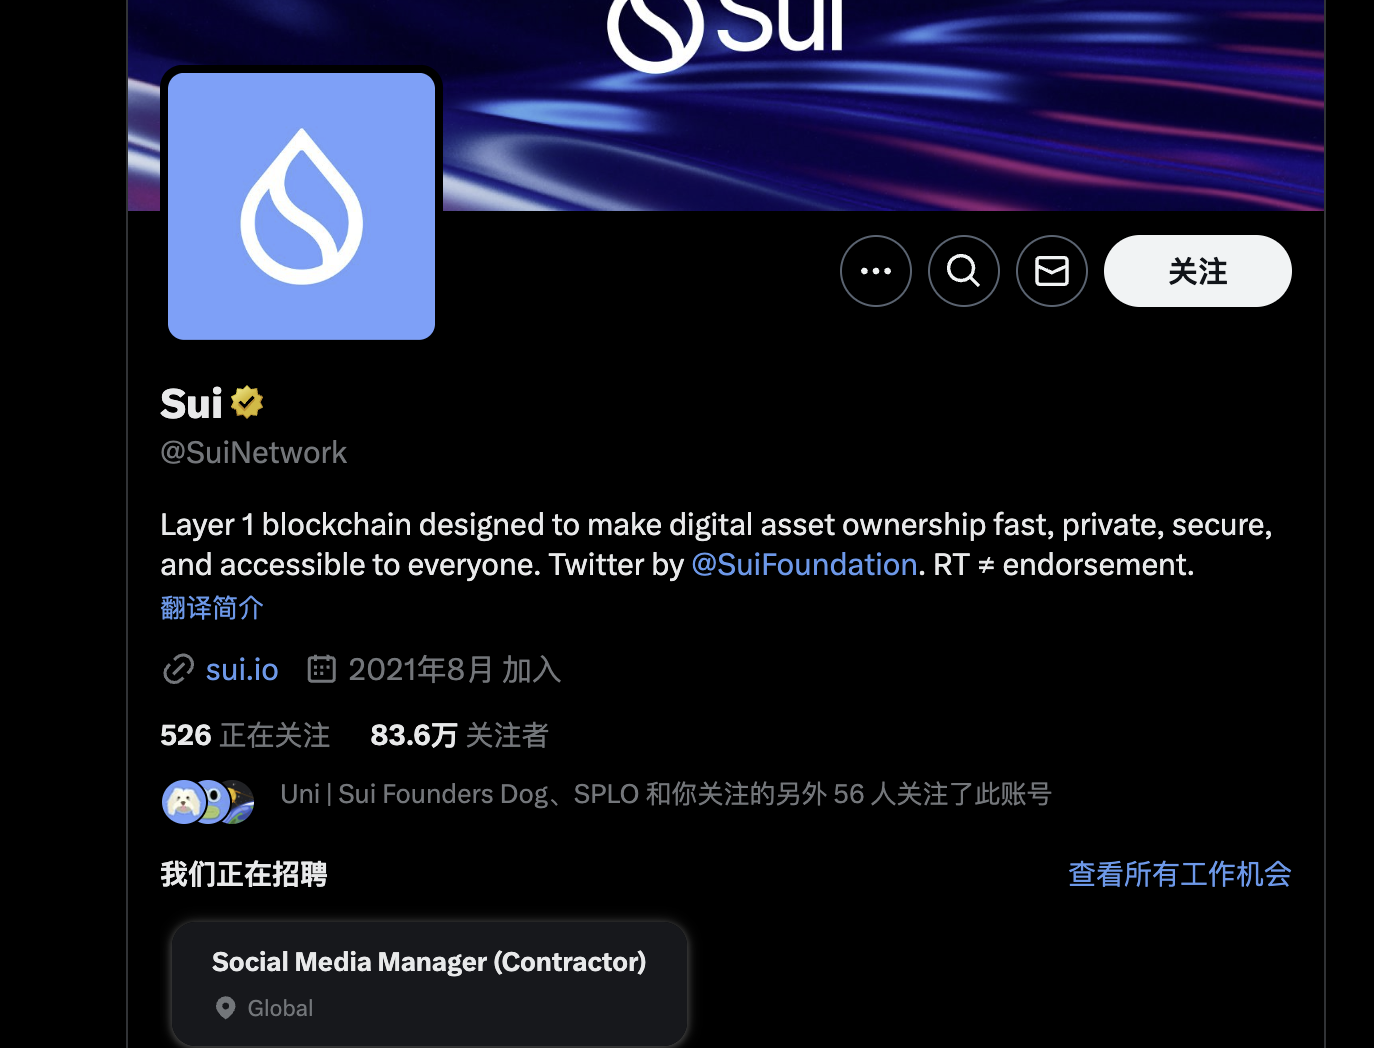 Sui
关注
Sui
@SuiNetwork
Layer 1 blockchain designed to make digital asset ownership fast, private, secure,
and accessible to everyone. Twitter by @SuiFoundation. RT ≠ endorsement.
翻译简介
sui.io 2021年8月 加入
526 正在关注 83.6万 关注者
Uni | Sui Founders Dog、SPLO 和你关注的另外 56 人关注了此账号
我们正在招聘 查看所有工作机会
Social Media Manager (Contractor)
Global